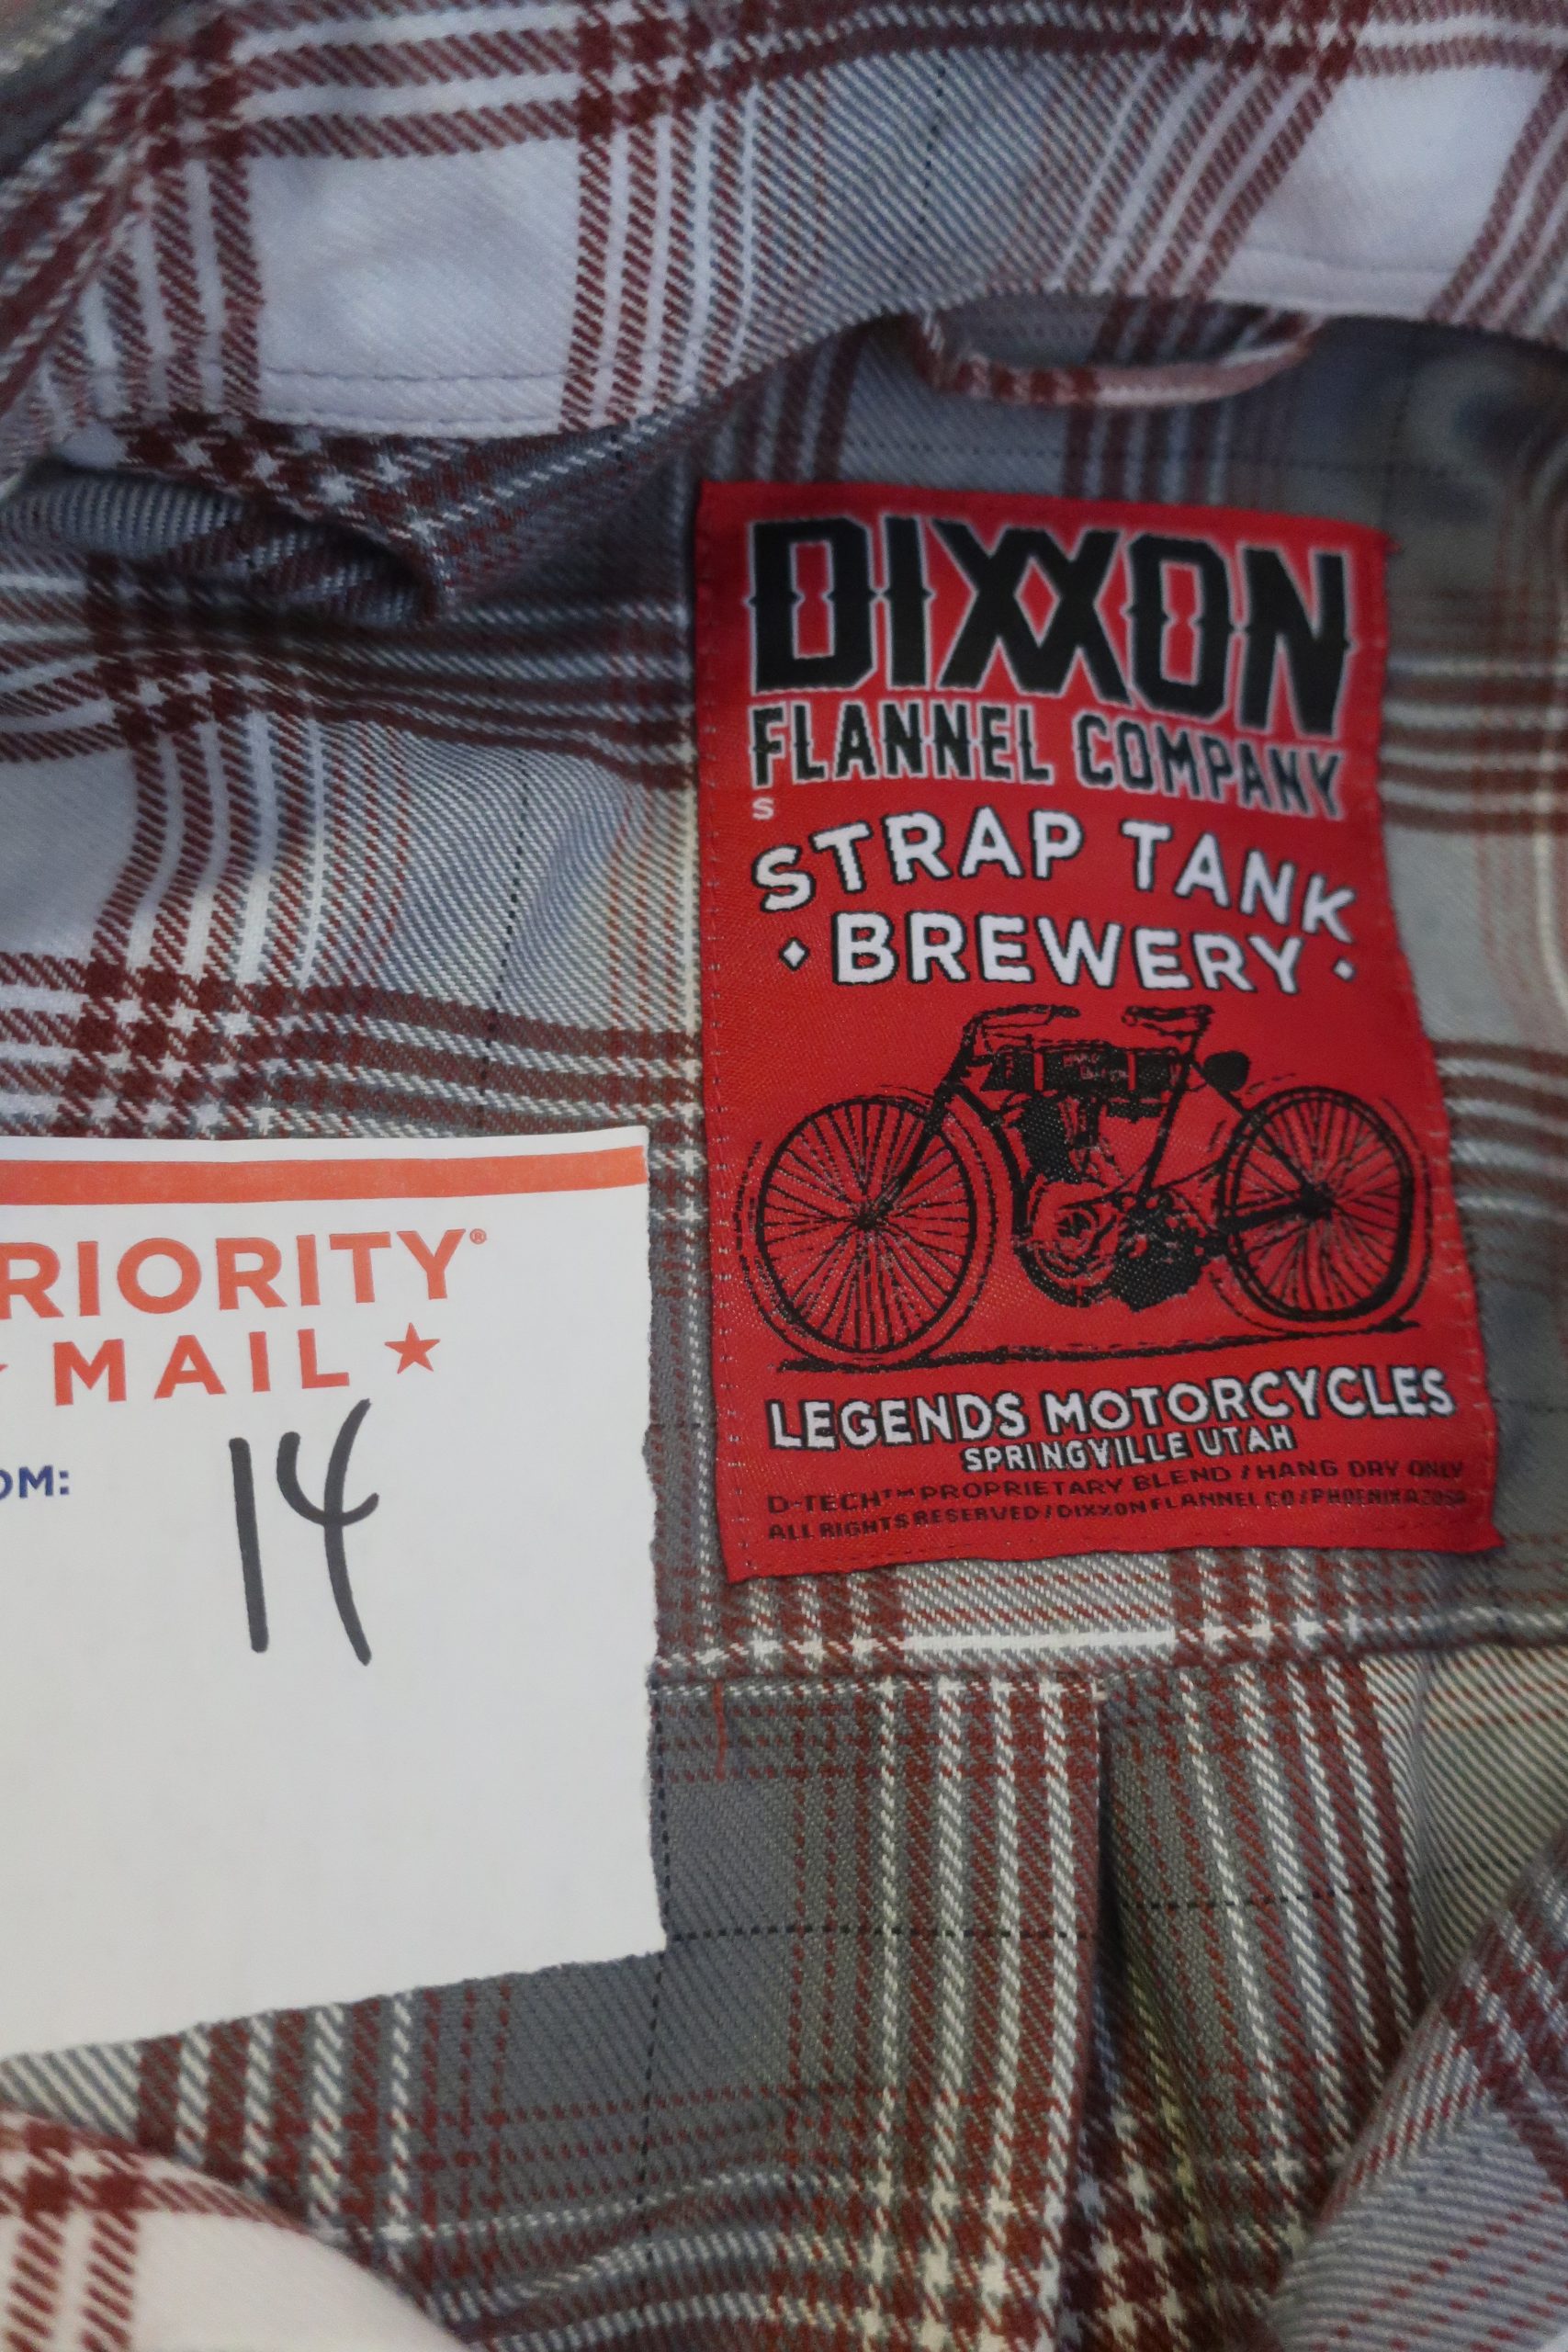 DIXXON
FLANNEL COMPANY
S
STRAP TANK
• BREWERY •
LEGENDS MOTORCYCLES
SPRINGVILLE UTAH
D-TECH™ PROPRIETARY BLEND / HANG DRY ONLY
ALL RIGHTS RESERVED / DIXXON FLANNEL CO / PHOENIX AZ USA
RIORITY®
MAIL ★
OM:
14